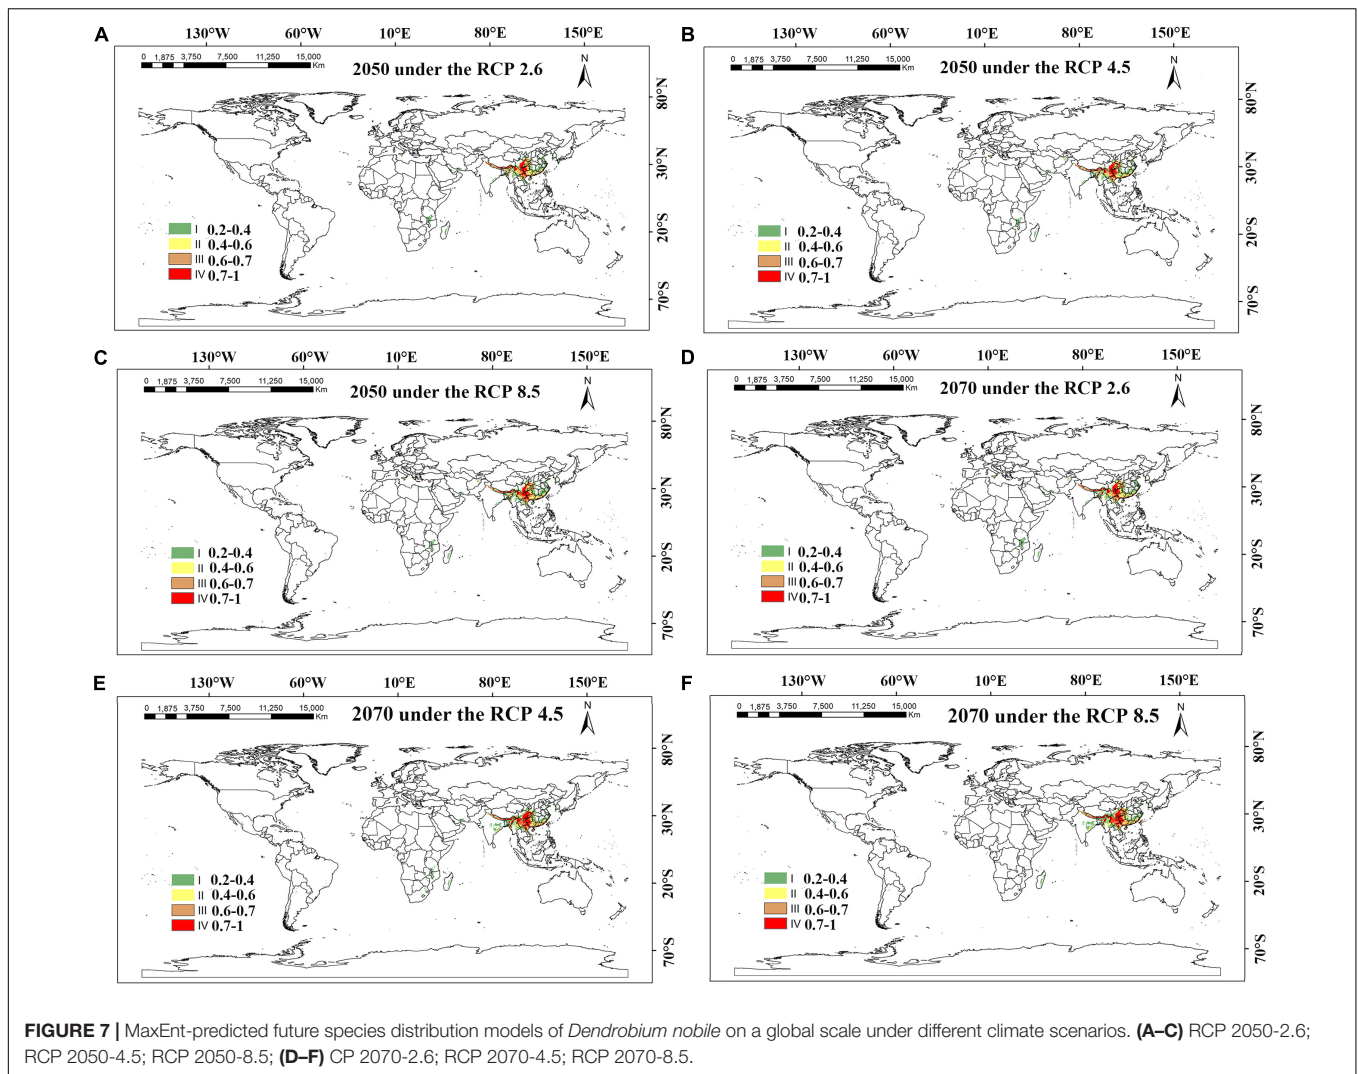 A
130°W 60°W 10°E 80°E 150°E
0 1,875 3,750 7,500 11,250 15,000
Km
2050 under the RCP 2.6
N
80°N
30°N
20°S
70°S
I 0.2-0.4
II 0.4-0.6
III 0.6-0.7
IV 0.7-1
B
130°W 60°W 10°E 80°E 150°E
0 1,875 3,750 7,500 11,250 15,000
Km
2050 under the RCP 4.5
N
80°N
30°N
20°S
70°S
I 0.2-0.4
II 0.4-0.6
III 0.6-0.7
IV 0.7-1
C
130°W 60°W 10°E 80°E 150°E
0 1,875 3,750 7,500 11,250 15,000
Km
2050 under the RCP 8.5
N
80°N
30°N
20°S
70°S
I 0.2-0.4
II 0.4-0.6
III 0.6-0.7
IV 0.7-1
D
130°W 60°W 10°E 80°E 150°E
0 1,875 3,750 7,500 11,250 15,000
Km
2070 under the RCP 2.6
N
80°N
30°N
20°S
70°S
I 0.2-0.4
II 0.4-0.6
III 0.6-0.7
IV 0.7-1
E
130°W 60°W 10°E 80°E 150°E
0 1,875 3,750 7,500 11,250 15,000
Km
2070 under the RCP 4.5
N
80°N
30°N
20°S
70°S
I 0.2-0.4
II 0.4-0.6
III 0.6-0.7
IV 0.7-1
F
130°W 60°W 10°E 80°E 150°E
0 1,875 3,750 7,500 11,250 15,000
Km
2070 under the RCP 8.5
N
80°N
30°N
20°S
70°S
I 0.2-0.4
II 0.4-0.6
III 0.6-0.7
IV 0.7-1
FIGURE 7 | MaxEnt-predicted future species distribution models of Dendrobium nobile on a global scale under different climate scenarios. (A–C) RCP 2050-2.6;
RCP 2050-4.5; RCP 2050-8.5; (D–F) CP 2070-2.6; RCP 2070-4.5; RCP 2070-8.5.